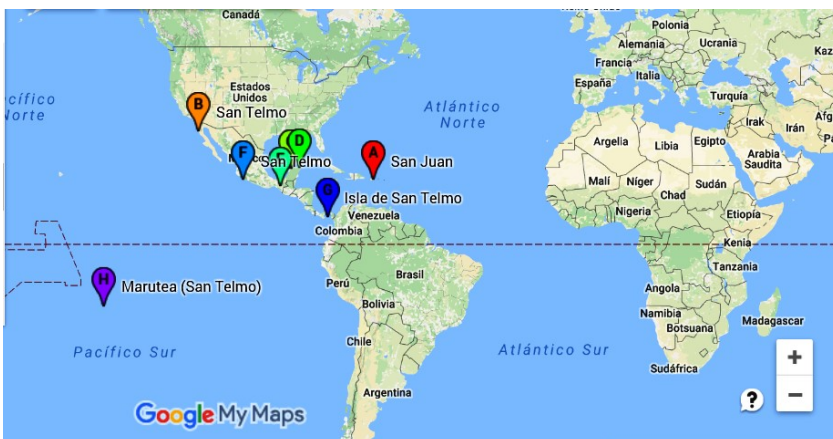 Canadá
Polonia
Alemania
Ucrania
Kaz
Francia
España
Italia
Turquía
cífico
Norte
Estados
Unidos
Atlántico
Norte
B
San Telmo
D
F
San Telmo
A
San Juan
G
Isla de San Telmo
Argelia
Libia
Egipto
Irak
Irán
Afg
Arabia
Saudita
Malí
Níger
Chad
Sudán
Nigeria
Etiopía
Venezuela
Colombia
Kenia
Tanzania
Perú
Brasil
Bolivia
H
Marutea (San Telmo)
Angola
Namibia
Botsuana
Madagascar
Chile
Pacífico Sur
Atlántico Sur
Sudáfrica
Argentina
Google My Maps
+
−
?